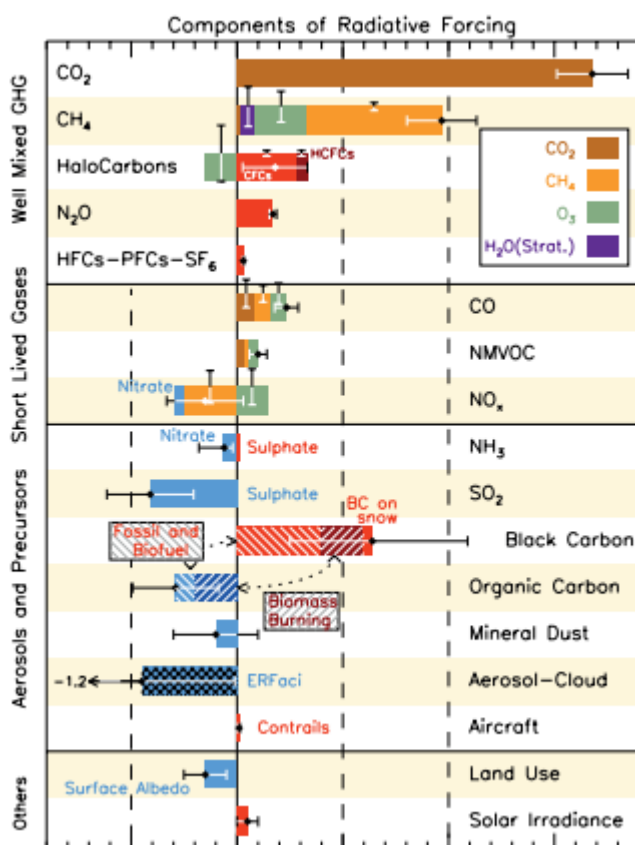 Components of Radiative Forcing
Well Mixed GHG
CO₂
CH₄
HaloCarbons
HCFCs
CFCs
N₂O
HFCs-PFCs-SF₆
CO₂
CH₄
O₃
H₂O(Strat.)
Short Lived Gases
CO
NMVOC
Nitrate
NOₓ
Aerosols and Precursors
Nitrate
Sulphate
NH₃
Sulphate
SO₂
BC on
snow
Fossil and
Biofuel
Black Carbon
Organic Carbon
Biomass
Burning
Mineral Dust
-1.2
ERFaci
Aerosol-Cloud
Contrails
Aircraft
Others
Surface Albedo
Land Use
Solar Irradiance